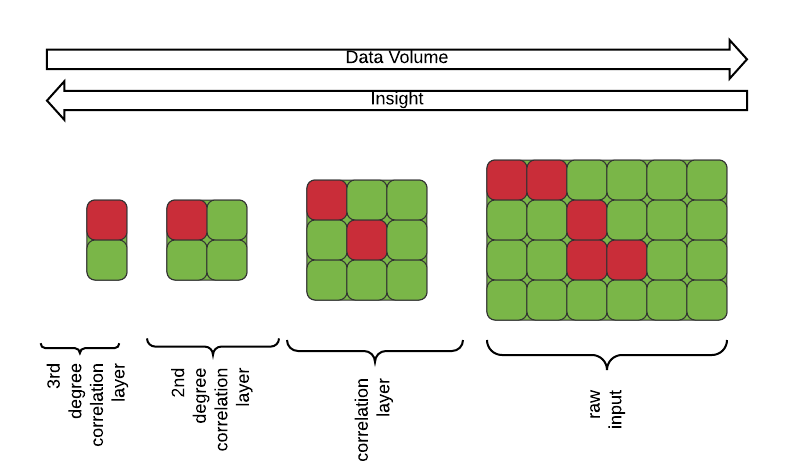 Data Volume
Insight
3rd
degree
correlation
layer
2nd
degree
correlation
layer
correlation
layer
raw
input